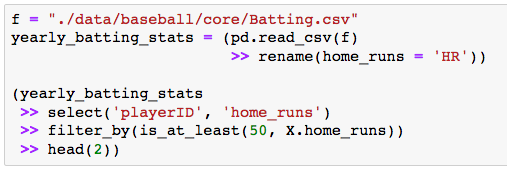 f = "./data/baseball/core/Batting.csv"
yearly_batting_stats = (pd.read_csv(f)
                        >> rename(home_runs = 'HR'))

(yearly_batting_stats
 >> select('playerID', 'home_runs')
 >> filter_by(is_at_least(50, X.home_runs))
 >> head(2))